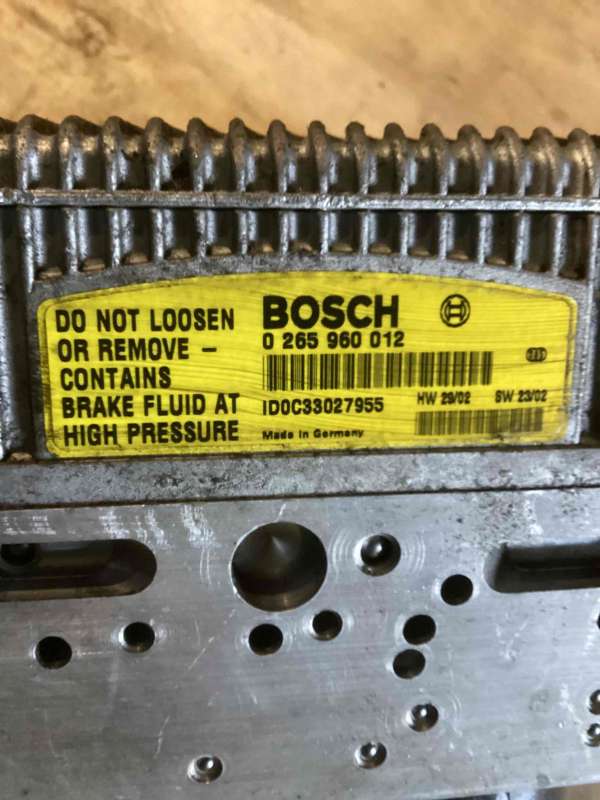 DO NOT LOOSEN
OR REMOVE –
CONTAINS
BRAKE FLUID AT
HIGH PRESSURE
BOSCH
0 265 960 012
ID0C33027955
HW 29/02 SW 23/02
Made in Germany